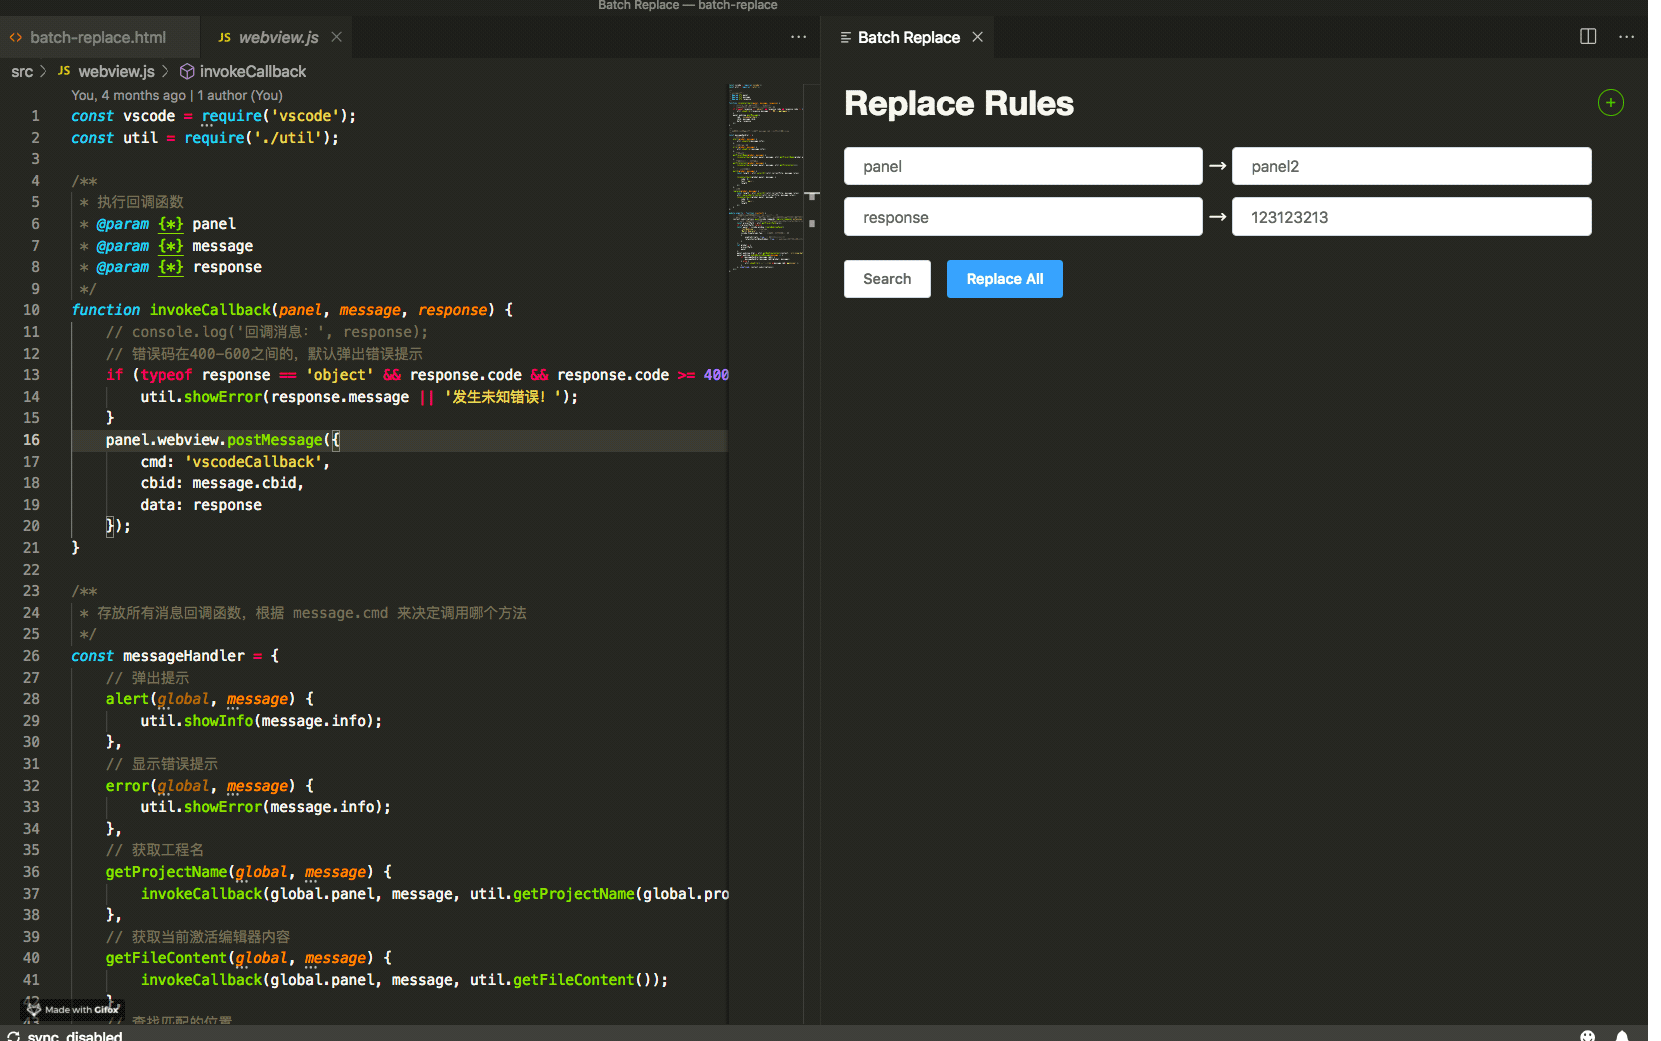 Batch Replace — batch-replace
batch-replace.html
JS webview.js
Batch Replace
src > JS webview.js > invokeCallback
You, 4 months ago | 1 author (You)
1 const vscode = require('vscode');
2 const util = require('./util');
3
4 /**
5 * 执行回调函数
6 * @param {*} panel
7 * @param {*} message
8 * @param {*} response
9 */
10 function invokeCallback(panel, message, response) {
11 // console.log('回调消息：', response);
12 // 错误码在400-600之间的，默认弹出错误提示
13 if (typeof response == 'object' && response.code && response.code >= 400
14 util.showError(response.message || '发生未知错误！');
15 }
16 panel.webview.postMessage({
17 cmd: 'vscodeCallback',
18 cbid: message.cbid,
19 data: response
20 });
21 }
22
23 /**
24 * 存放所有消息回调函数，根据 message.cmd 来决定调用哪个方法
25 */
26 const messageHandler = {
27 // 弹出提示
28 alert(global, message) {
29 util.showInfo(message.info);
30 },
31 // 显示错误提示
32 error(global, message) {
33 util.showError(message.info);
34 },
35 // 获取工程名
36 getProjectName(global, message) {
37 invokeCallback(global.panel, message, util.getProjectName(global.pro
38 },
39 // 获取当前激活编辑器内容
40 getFileContent(global, message) {
41 invokeCallback(global.panel, message, util.getFileContent());
42 },
43 // 查找匹配的位置
Made with Gifox
sync_disabled
Replace Rules
panel → panel2
response → 123123213
Search
Replace All